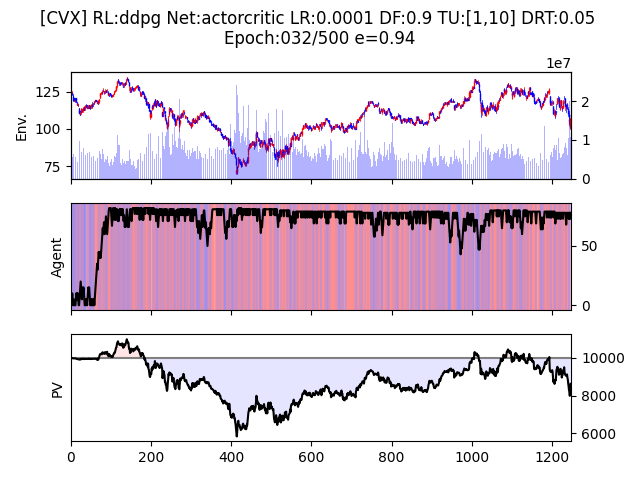 [CVX] RL:ddpg Net:actorcritic LR:0.0001 DF:0.9 TU:[1,10] DRT:0.05
Epoch:032/500 e=0.94
1e7
125
100
75
Env.
2
1
0
Agent
50
0
PV
10000
8000
6000
0 200 400 600 800 1000 1200